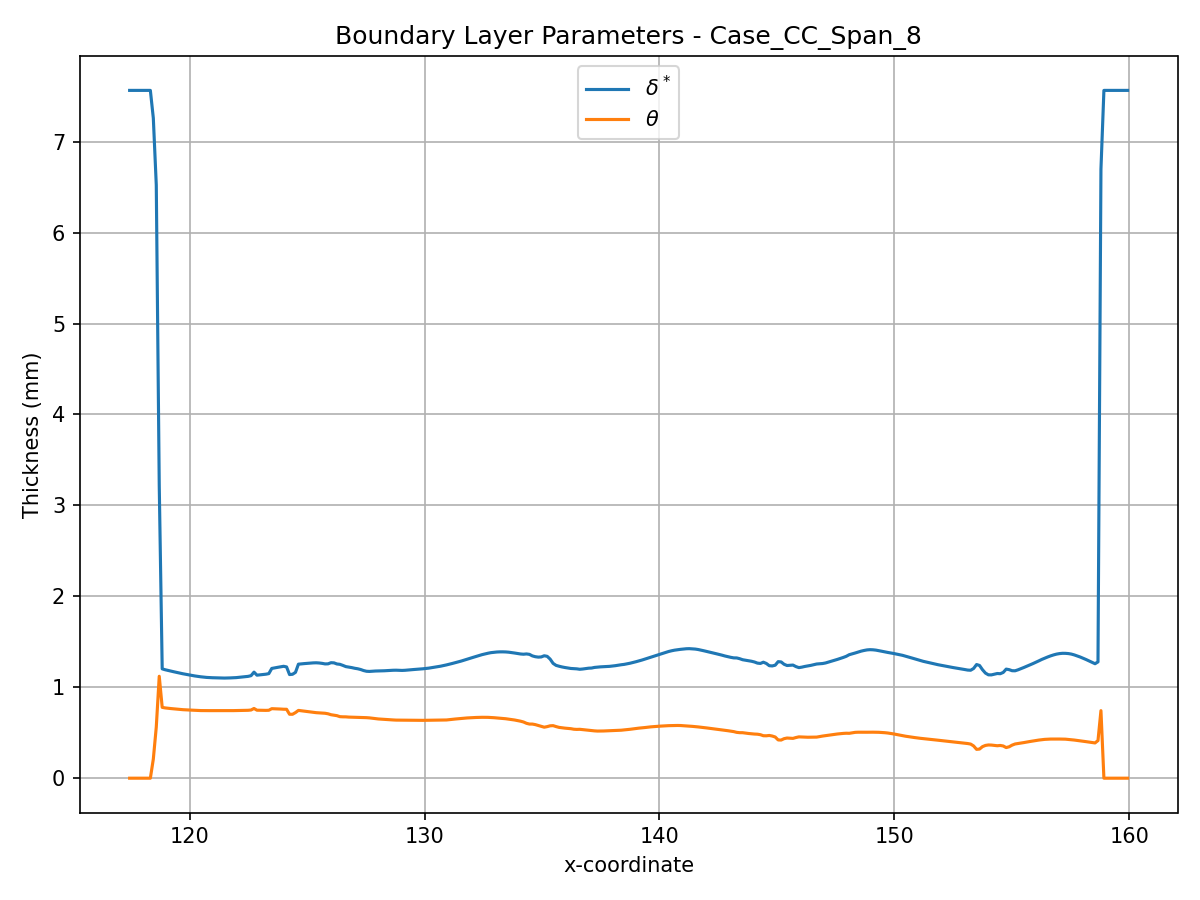 Boundary Layer Parameters - Case_CC_Span_8
δ*
θ
Thickness (mm)
7
6
5
4
3
2
1
0
120
130
140
150
160
x-coordinate